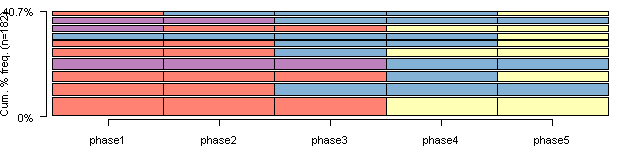 40.7%
Cum. % freq. (n=182)
0%
phase1 phase2 phase3 phase4 phase5